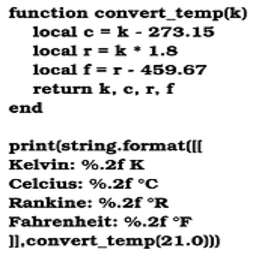 function convert_temp(k)
    local c = k - 273.15
    local r = k * 1.8
    local f = r - 459.67
    return k, c, r, f
end

print(string.format([[
Kelvin: %.2f K
Celcius: %.2f °C
Rankine: %.2f °R
Fahrenheit: %.2f °F
]],convert_temp(21.0)))